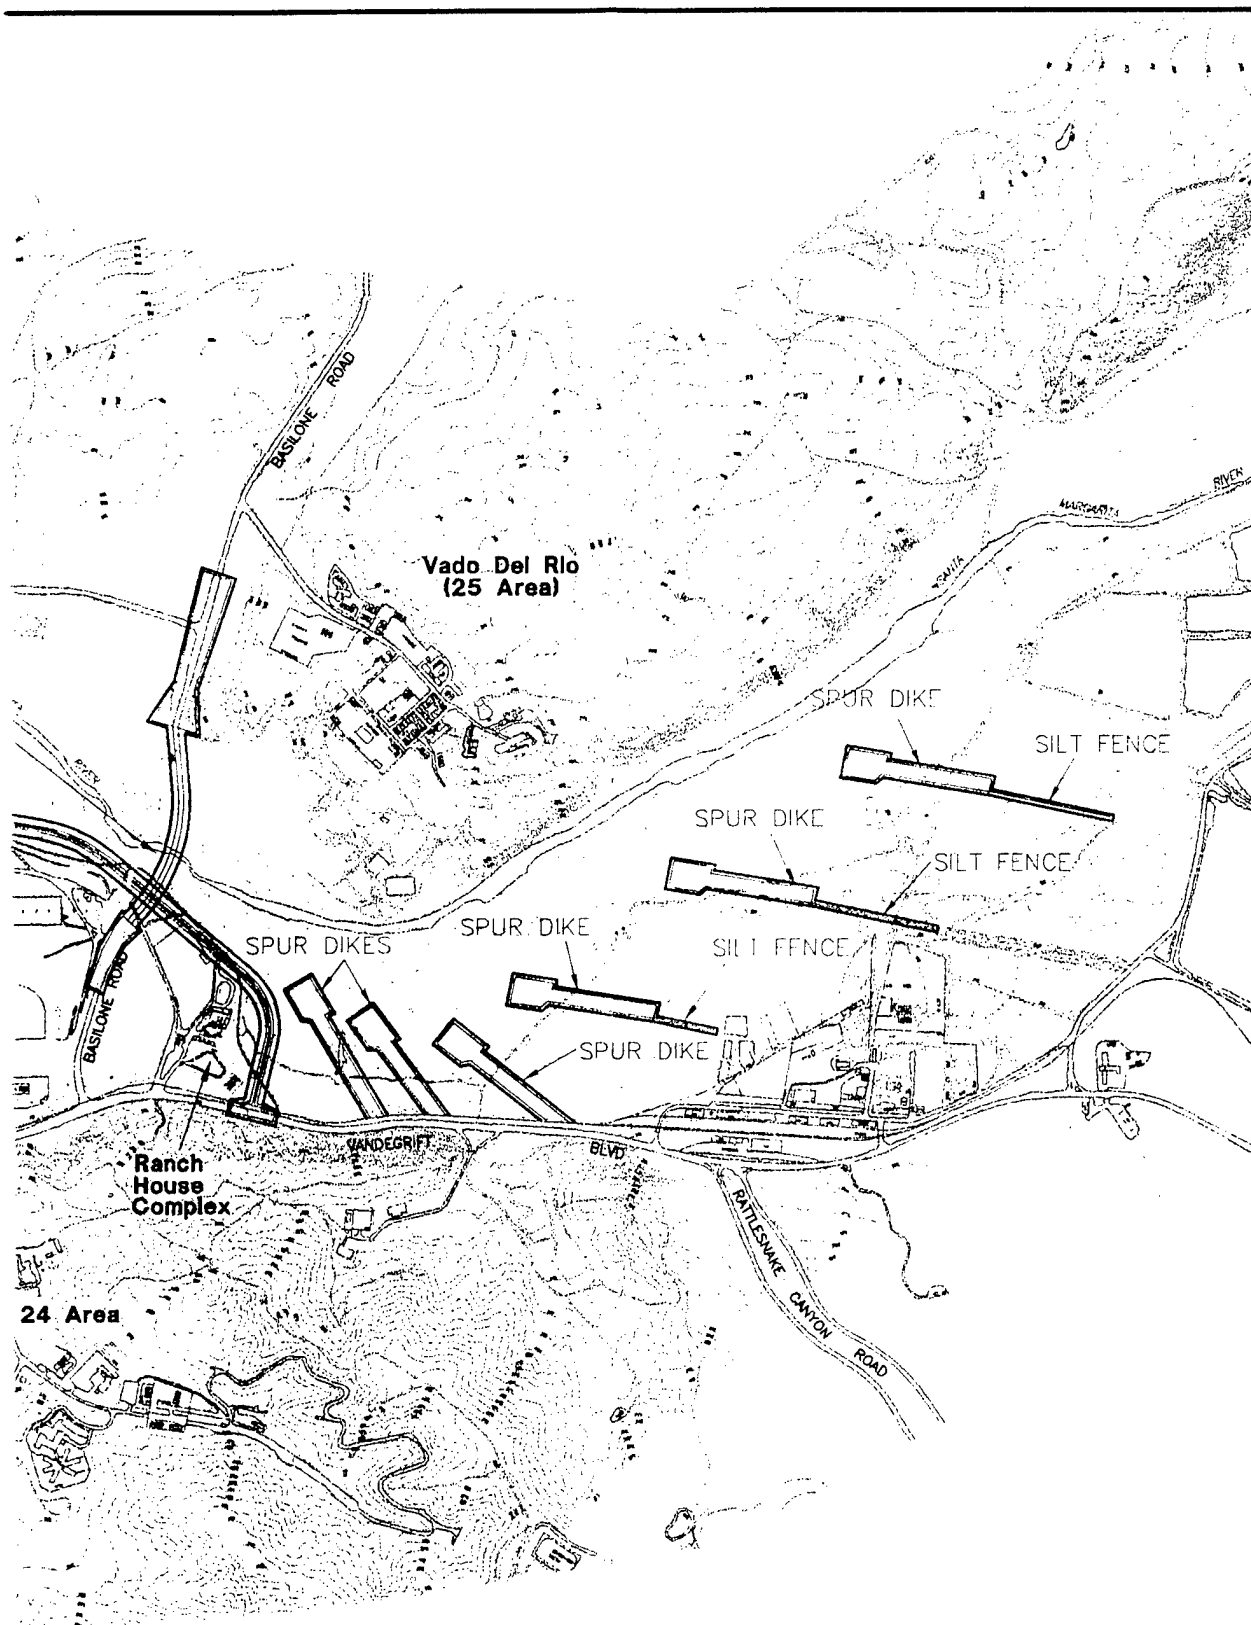 BASILONE ROAD
Vado Del Rio
(25 Area)
SANTA MARGARITA RIVER
SPUR DIKE
SILT FENCE
RIVER
SPUR DIKE
SILT FENCE
SPUR DIKES
SPUR DIKE
SILT FENCE
BASILONE ROAD
SPUR DIKE
VANDEGRIFT BLVD
Ranch
House
Complex
RATTLESNAKE CANYON ROAD
24 Area